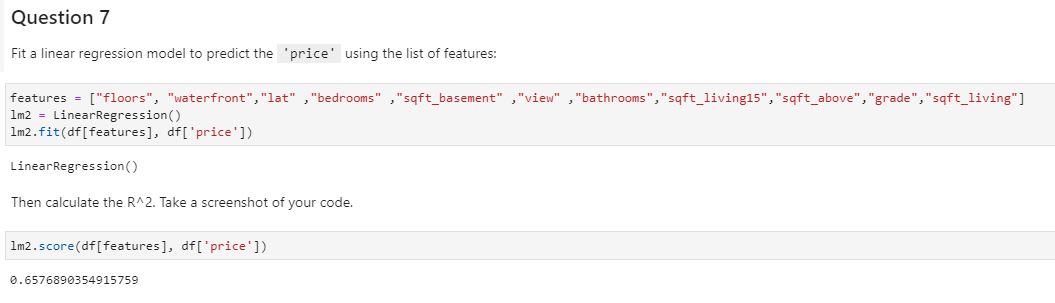 Question 7
Fit a linear regression model to predict the 'price' using the list of features:
features = ["floors", "waterfront","lat" ,"bedrooms" ,"sqft_basement" ,"view" ,"bathrooms","sqft_living15","sqft_above","grade","sqft_living"]
lm2 = LinearRegression()
lm2.fit(df[features], df['price'])
LinearRegression()
Then calculate the R^2. Take a screenshot of your code.
lm2.score(df[features], df['price'])
0.6576890354915759